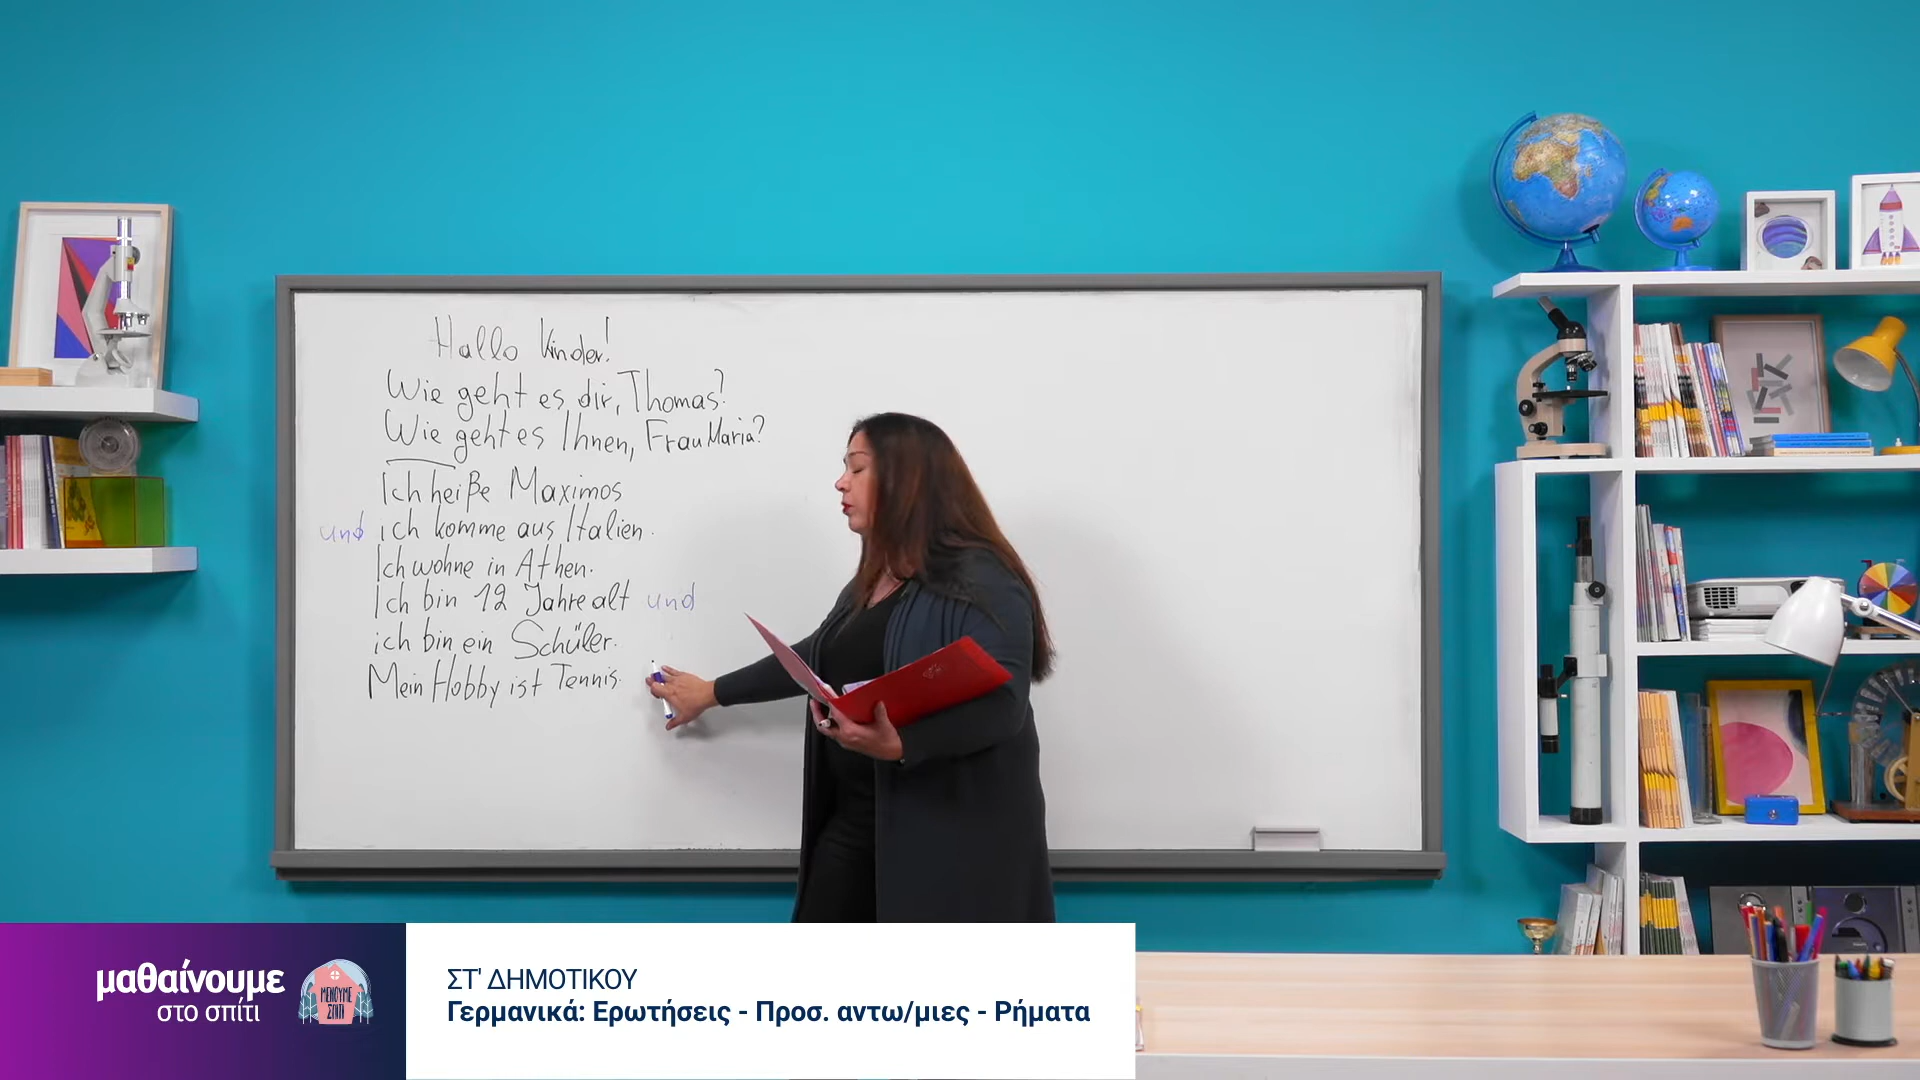 Hallo Kinder!
Wie geht es dir, Thomas?
Wie geht es Ihnen, Frau Maria?
Ich heiße Maximos
und ich komme aus Italien.
Ich wohne in Athen.
Ich bin 12 Jahre alt und
ich bin ein Schüler.
Mein Hobby ist Tennis.
μαθαίνουμε
στο σπίτι
ΜΕΝΟΥΜΕ
ΣΠΙΤΙ
ΣΤ' ΔΗΜΟΤΙΚΟΥ
Γερμανικά: Ερωτήσεις - Προσ. αντω/μιες - Ρήματα